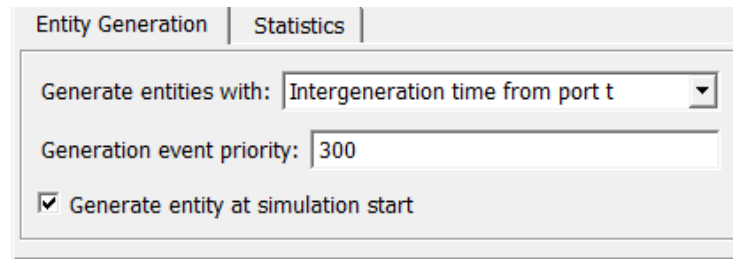 Entity Generation Statistics
Generate entities with: Intergeneration time from port t
Generation event priority: 300
Generate entity at simulation start